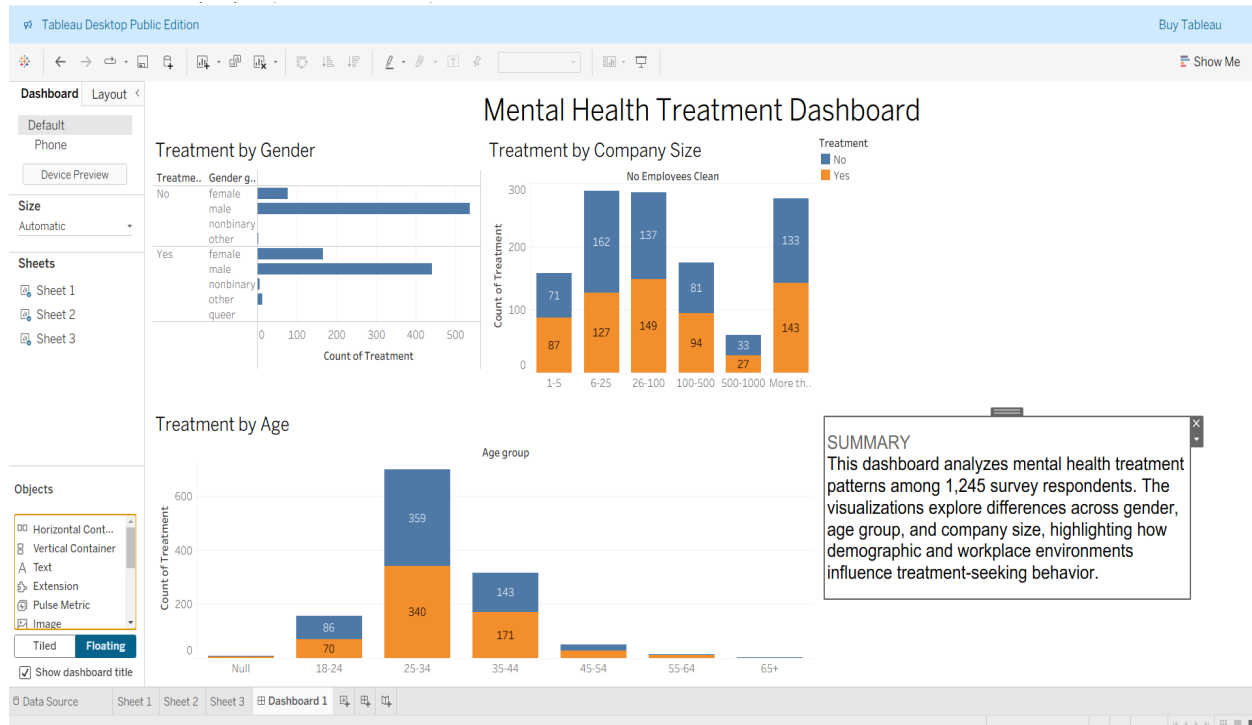 Tableau Desktop Public Edition
Buy Tableau
Show Me
Dashboard
Layout
Default
Phone
Device Preview
Size
Automatic
Sheets
Sheet 1
Sheet 2
Sheet 3
Objects
Horizontal Cont...
Vertical Container
Text
Extension
Pulse Metric
Image
Tiled
Floating
Show dashboard title
Mental Health Treatment Dashboard
Treatment by Gender
Treatme.. Gender g..
No female
male
nonbinary
other
Yes female
male
nonbinary
other
queer
0 100 200 300 400 500
Count of Treatment
Treatment by Company Size
No Employees Clean
Count of Treatment
300
200
100
0
71 162 137 81 33 133
87 127 149 94 27 143
1-5 6-25 26-100 100-500 500-1000 More th..
Treatment
No
Yes
Treatment by Age
Age group
Count of Treatment
600
400
200
0
86 359 143
70 340 171
Null 18-24 25-34 35-44 45-54 55-64 65+
SUMMARY
This dashboard analyzes mental health treatment
patterns among 1,245 survey respondents. The
visualizations explore differences across gender,
age group, and company size, highlighting how
demographic and workplace environments
influence treatment-seeking behavior.
Data Source
Sheet 1
Sheet 2
Sheet 3
Dashboard 1